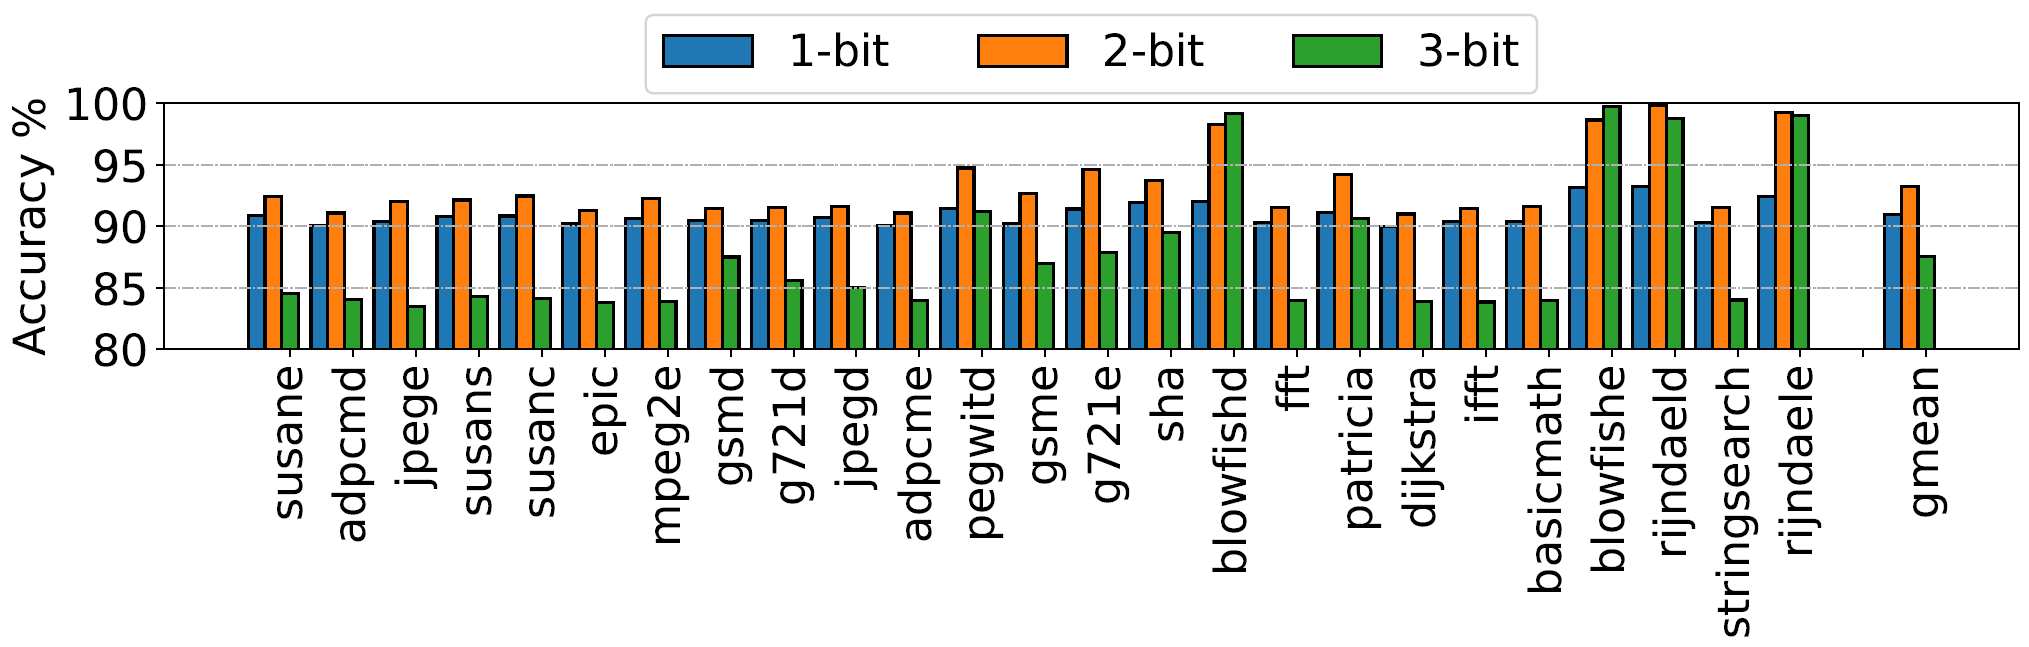 1-bit 2-bit 3-bit
Accuracy %
100
95
90
85
80
susane
adpcmd
jpege
susans
susanc
epic
mpeg2e
gsmd
g721d
jpegd
adpcme
pegwitd
gsme
g721e
sha
blowfishd
fft
patricia
dijkstra
ifft
basicmath
blowfishe
rijndaeld
stringsearch
rijndaele
gmean